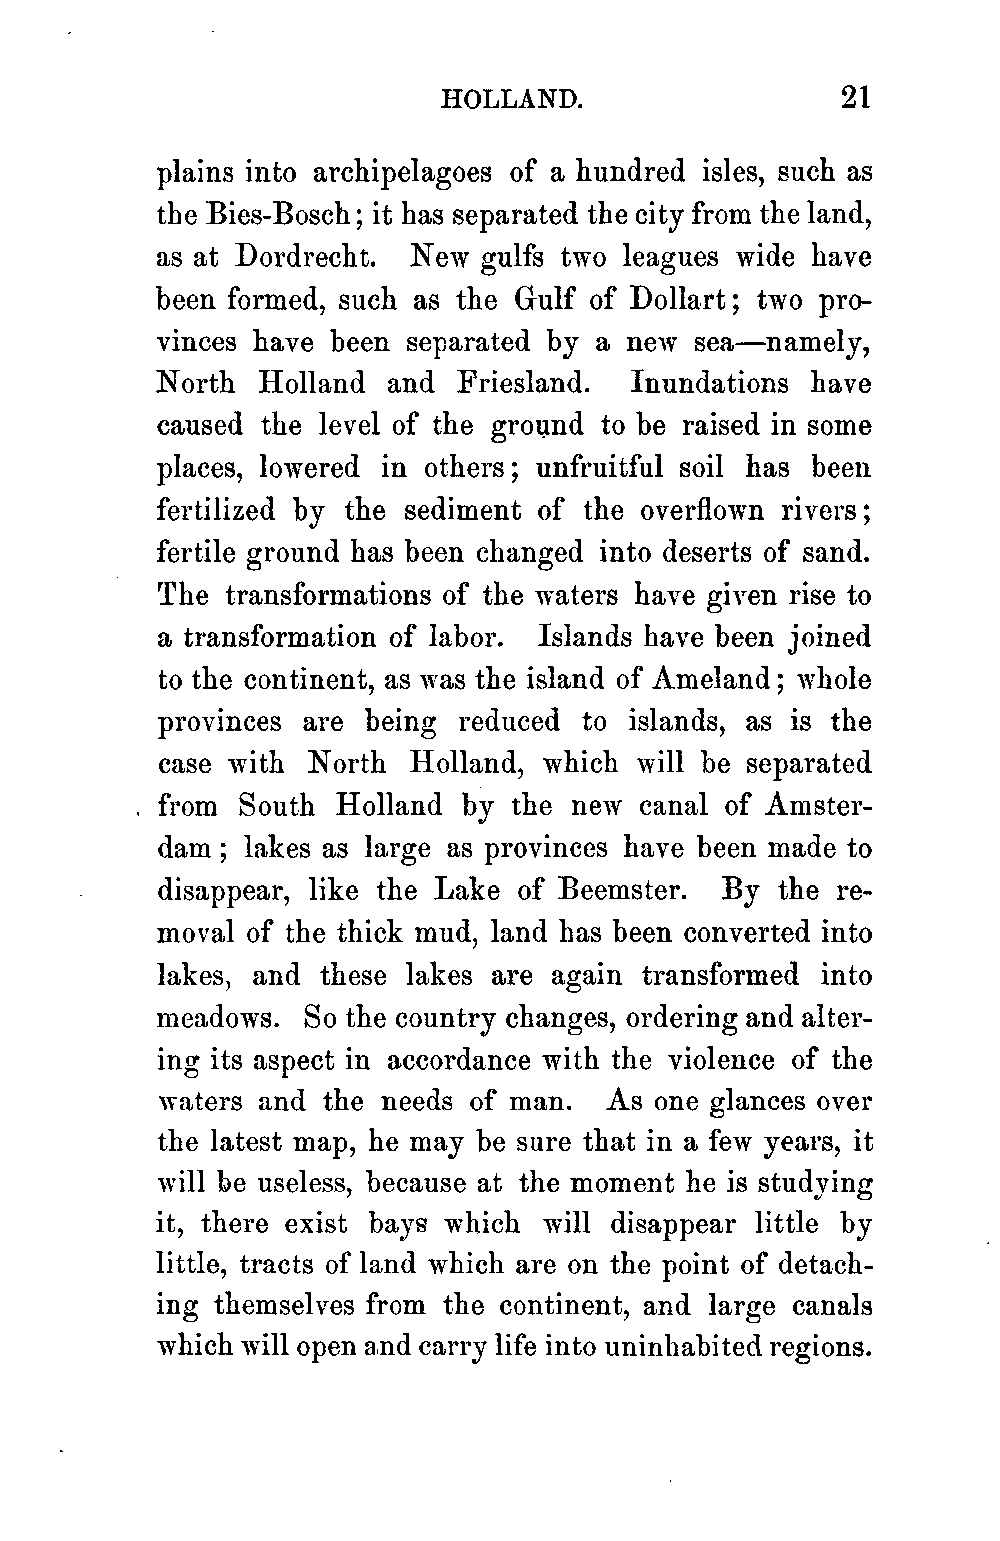 HOLLAND. 21
plains into archipelagoes of a hundred isles, such as
the Bies-Bosch; it has separated the city from the land,
as at Dordrecht. New gulfs two leagues wide have
been formed, such as the Gulf of Dollart; two pro-
vinces have been separated by a new sea—namely,
North Holland and Friesland. Inundations have
caused the level of the ground to be raised in some
places, lowered in others; unfruitful soil has been
fertilized by the sediment of the overflown rivers;
fertile ground has been changed into deserts of sand.
The transformations of the waters have given rise to
a transformation of labor. Islands have been joined
to the continent, as was the island of Ameland; whole
provinces are being reduced to islands, as is the
case with North Holland, which will be separated
from South Holland by the new canal of Amster-
dam; lakes as large as provinces have been made to
disappear, like the Lake of Beemster. By the re-
moval of the thick mud, land has been converted into
lakes, and these lakes are again transformed into
meadows. So the country changes, ordering and alter-
ing its aspect in accordance with the violence of the
waters and the needs of man. As one glances over
the latest map, he may be sure that in a few years, it
will be useless, because at the moment he is studying
it, there exist bays which will disappear little by
little, tracts of land which are on the point of detach-
ing themselves from the continent, and large canals
which will open and carry life into uninhabited regions.